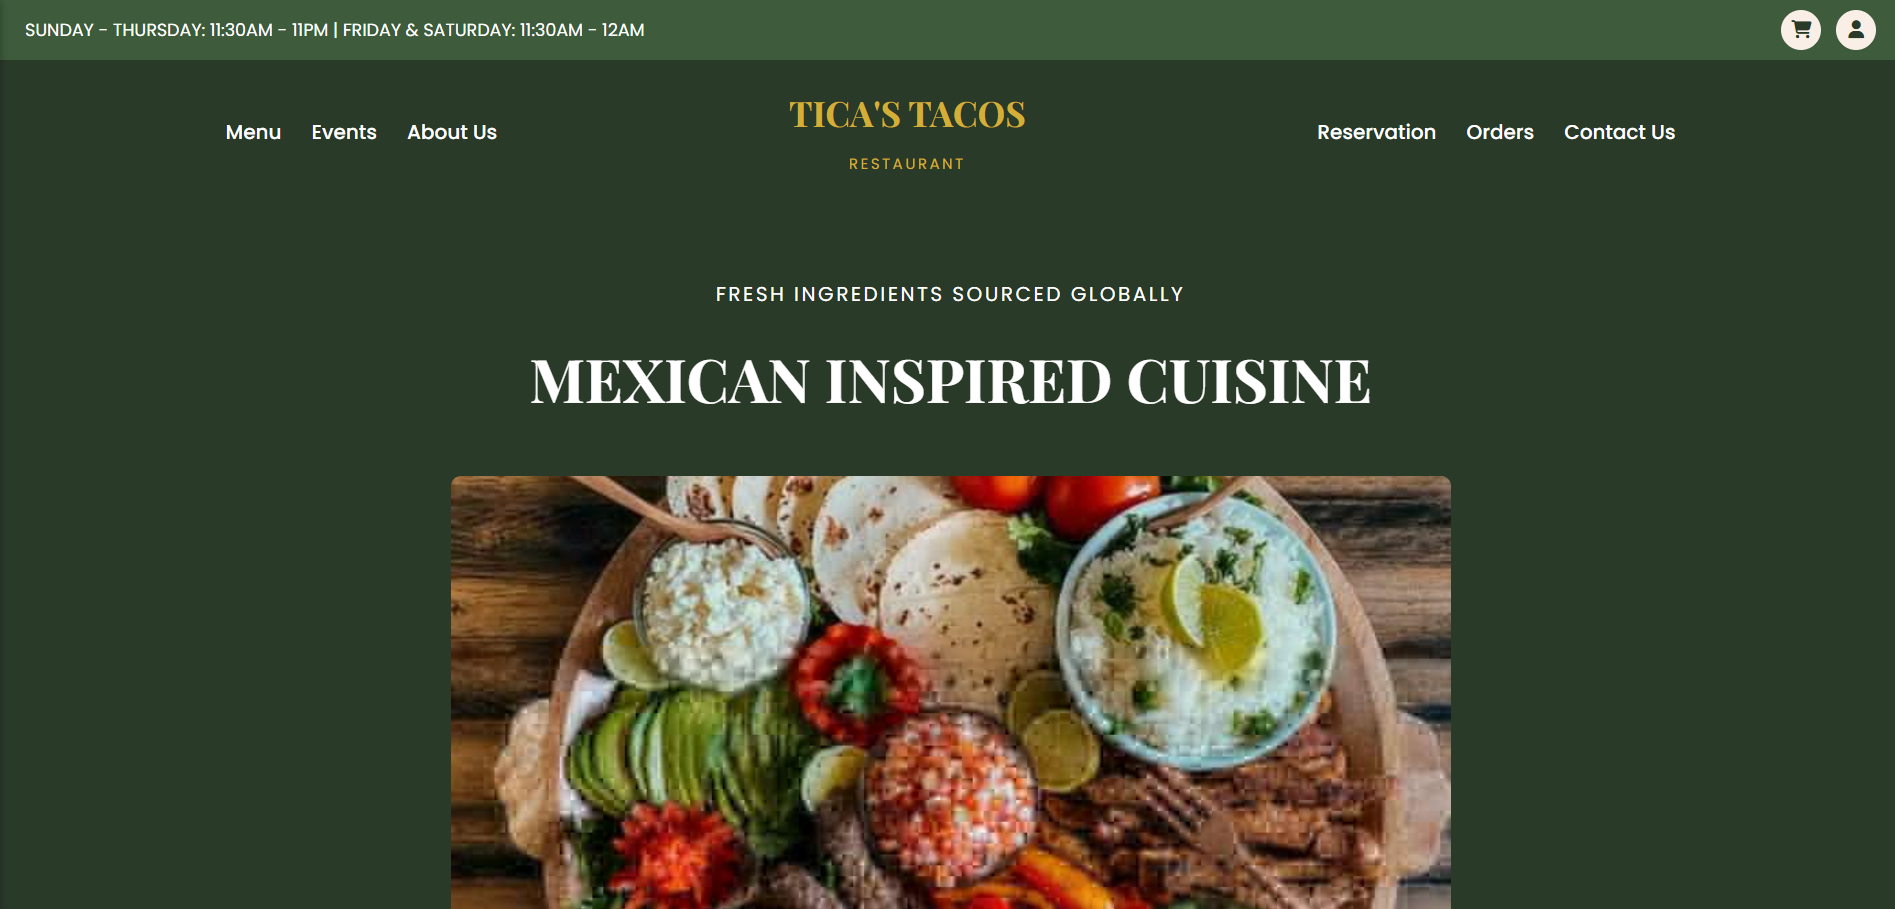 SUNDAY - THURSDAY: 11:30AM - 11PM | FRIDAY & SATURDAY: 11:30AM - 12AM
Menu Events About Us
TICA'S TACOS
RESTAURANT
Reservation Orders Contact Us
FRESH INGREDIENTS SOURCED GLOBALLY
MEXICAN INSPIRED CUISINE